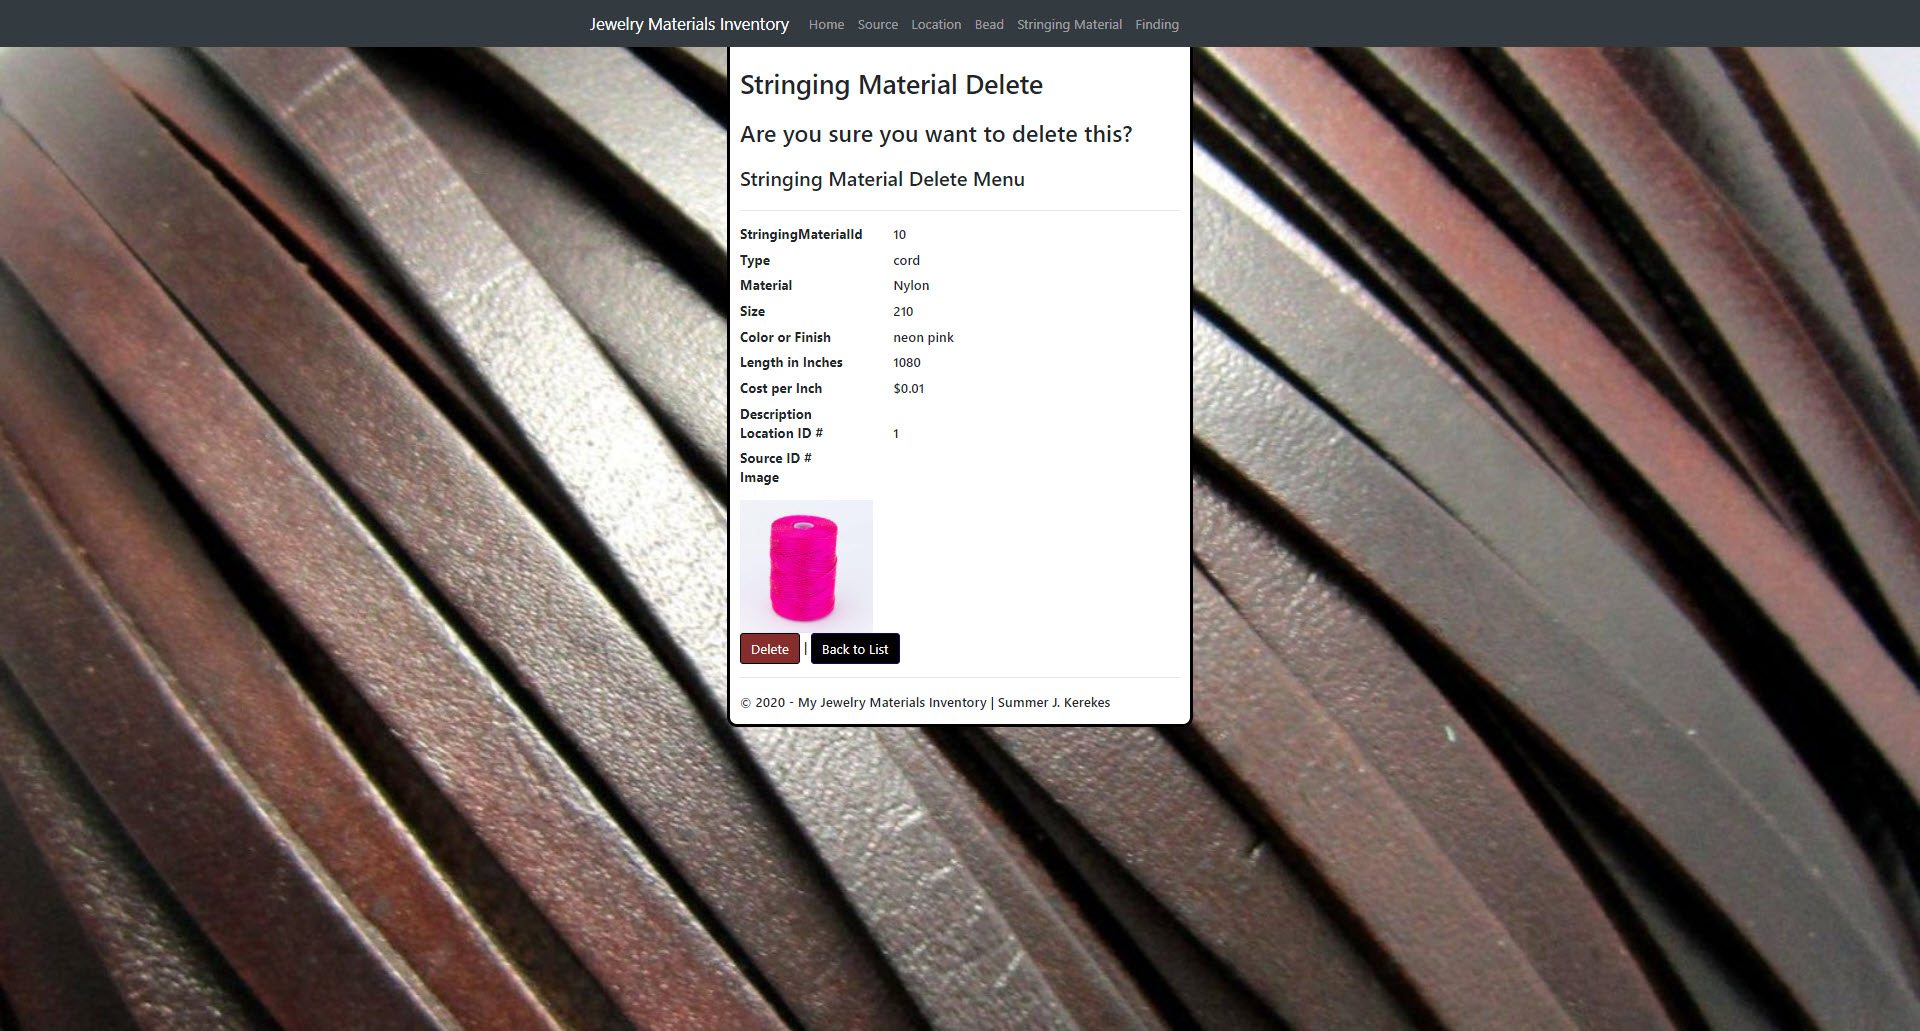 Jewelry Materials Inventory Home Source Location Bead Stringing Material Finding
Stringing Material Delete
Are you sure you want to delete this?
Stringing Material Delete Menu
StringingMaterialId 10
Type cord
Material Nylon
Size 210
Color or Finish neon pink
Length in Inches 1080
Cost per Inch $0.01
Description
Location ID # 1
Source ID #
Image
Delete | Back to List
© 2020 - My Jewelry Materials Inventory | Summer J. Kerekes